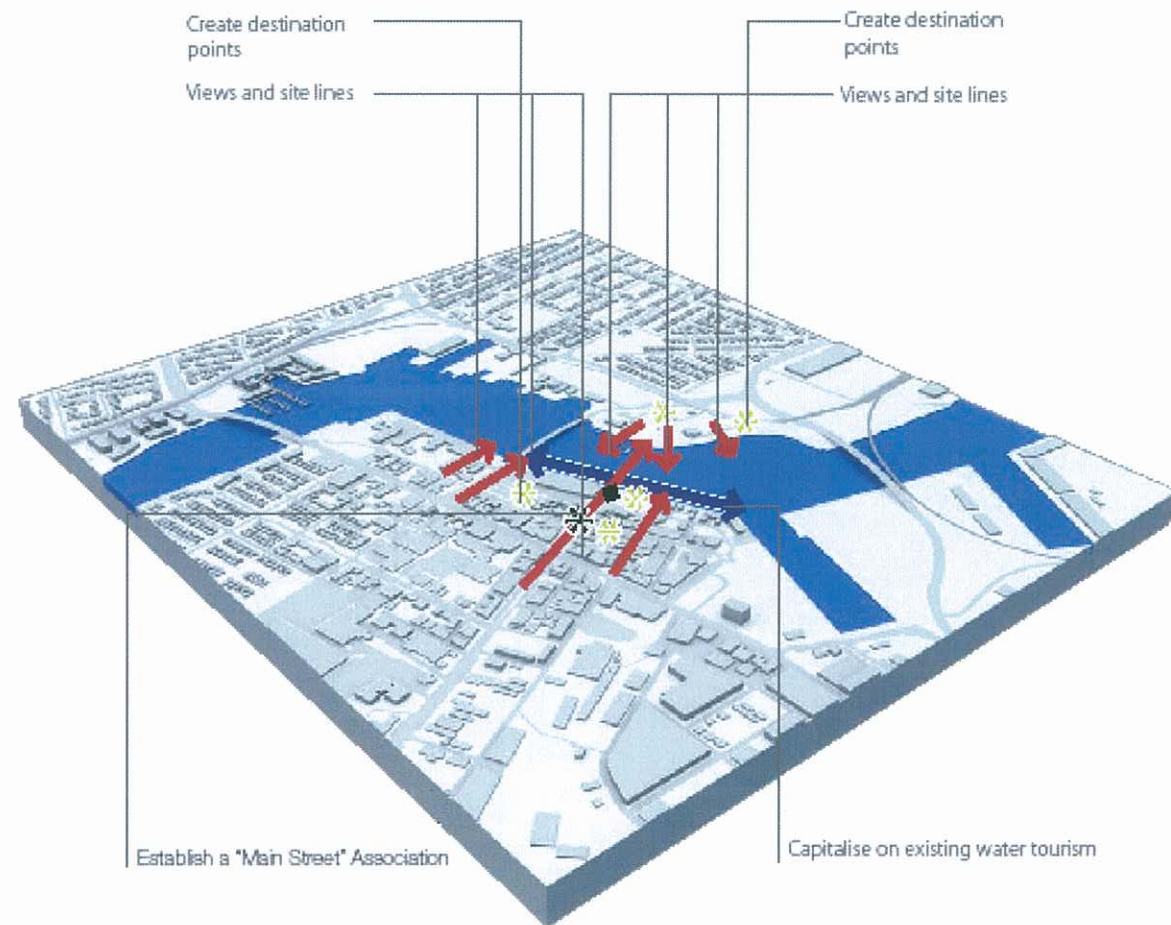 Create destination
points
Views and site lines
Create destination
points
Views and site lines
Establish a "Main Street" Association
Capitalise on existing water tourism